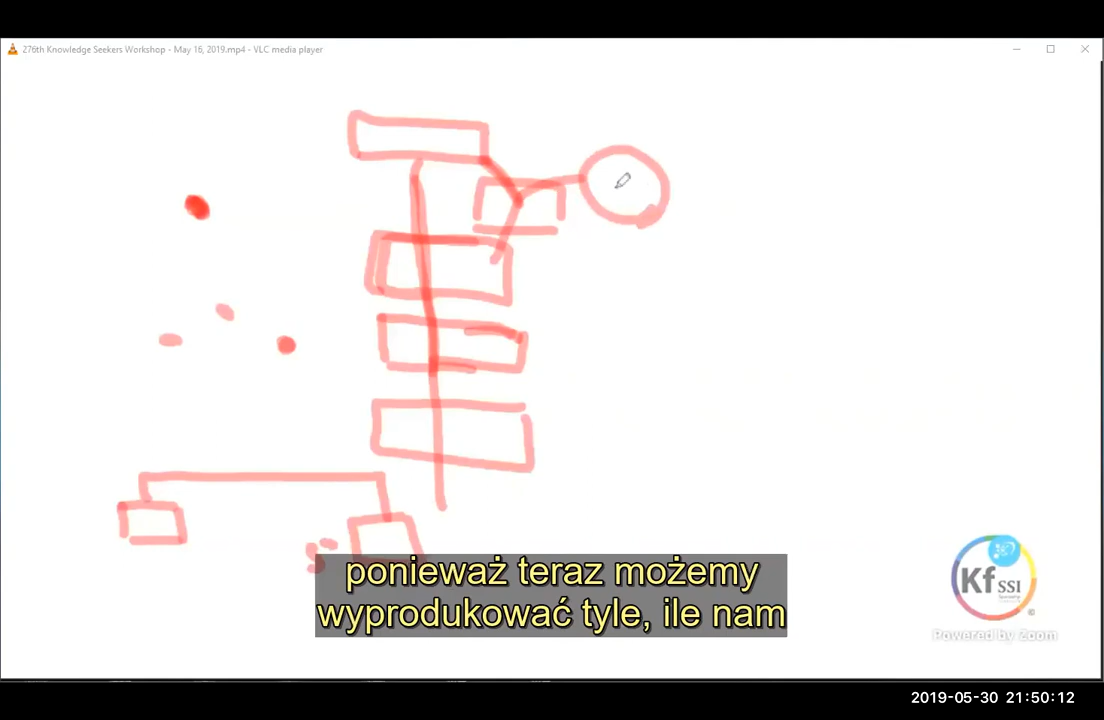 276th Knowledge Seekers Workshop - May 16, 2019.mp4 - VLC media player
ponieważ teraz możemy
wyprodukować tyle, ile nam
Kf SSI
Powered by Zoom
2019-05-30 21:50:12